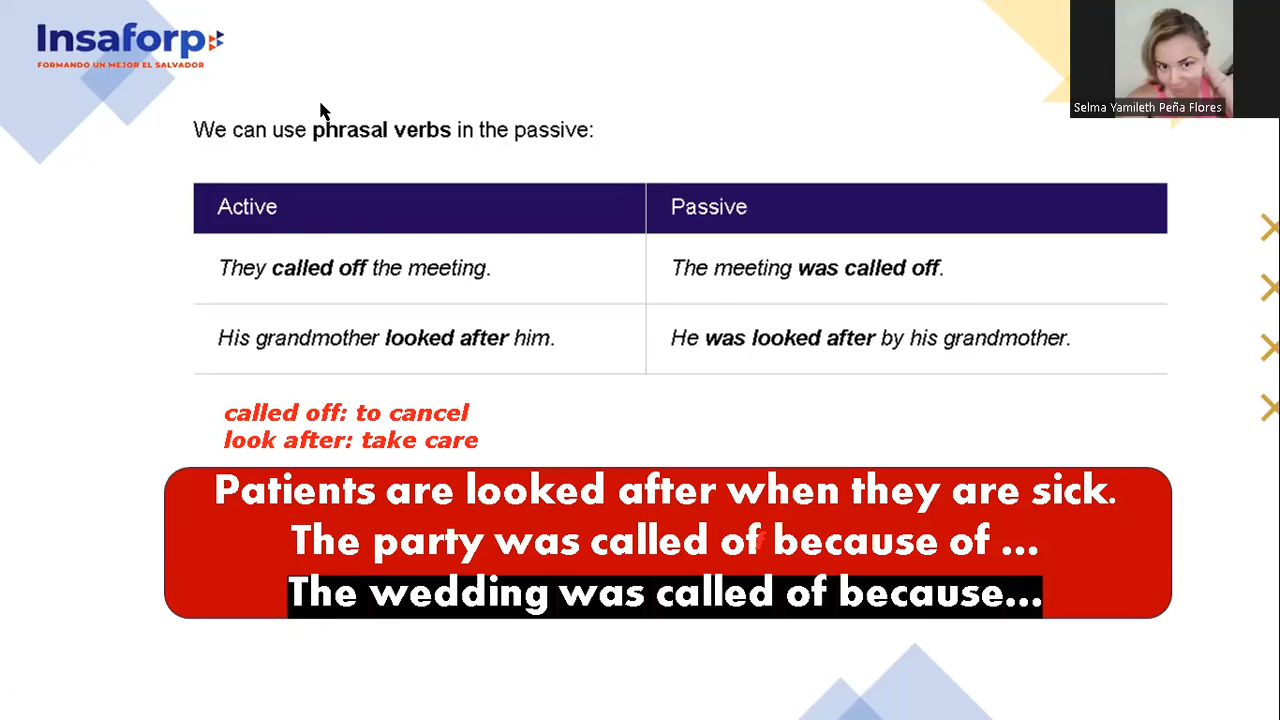 Insaforp
FORMANDO UN MEJOR EL SALVADOR
Selma Yamileth Peña Flores
We can use phrasal verbs in the passive:
Active Passive
They called off the meeting. The meeting was called off.
His grandmother looked after him. He was looked after by his grandmother.
called off: to cancel
look after: take care
Patients are looked after when they are sick.
The party was called of because of ...
The wedding was called of because...